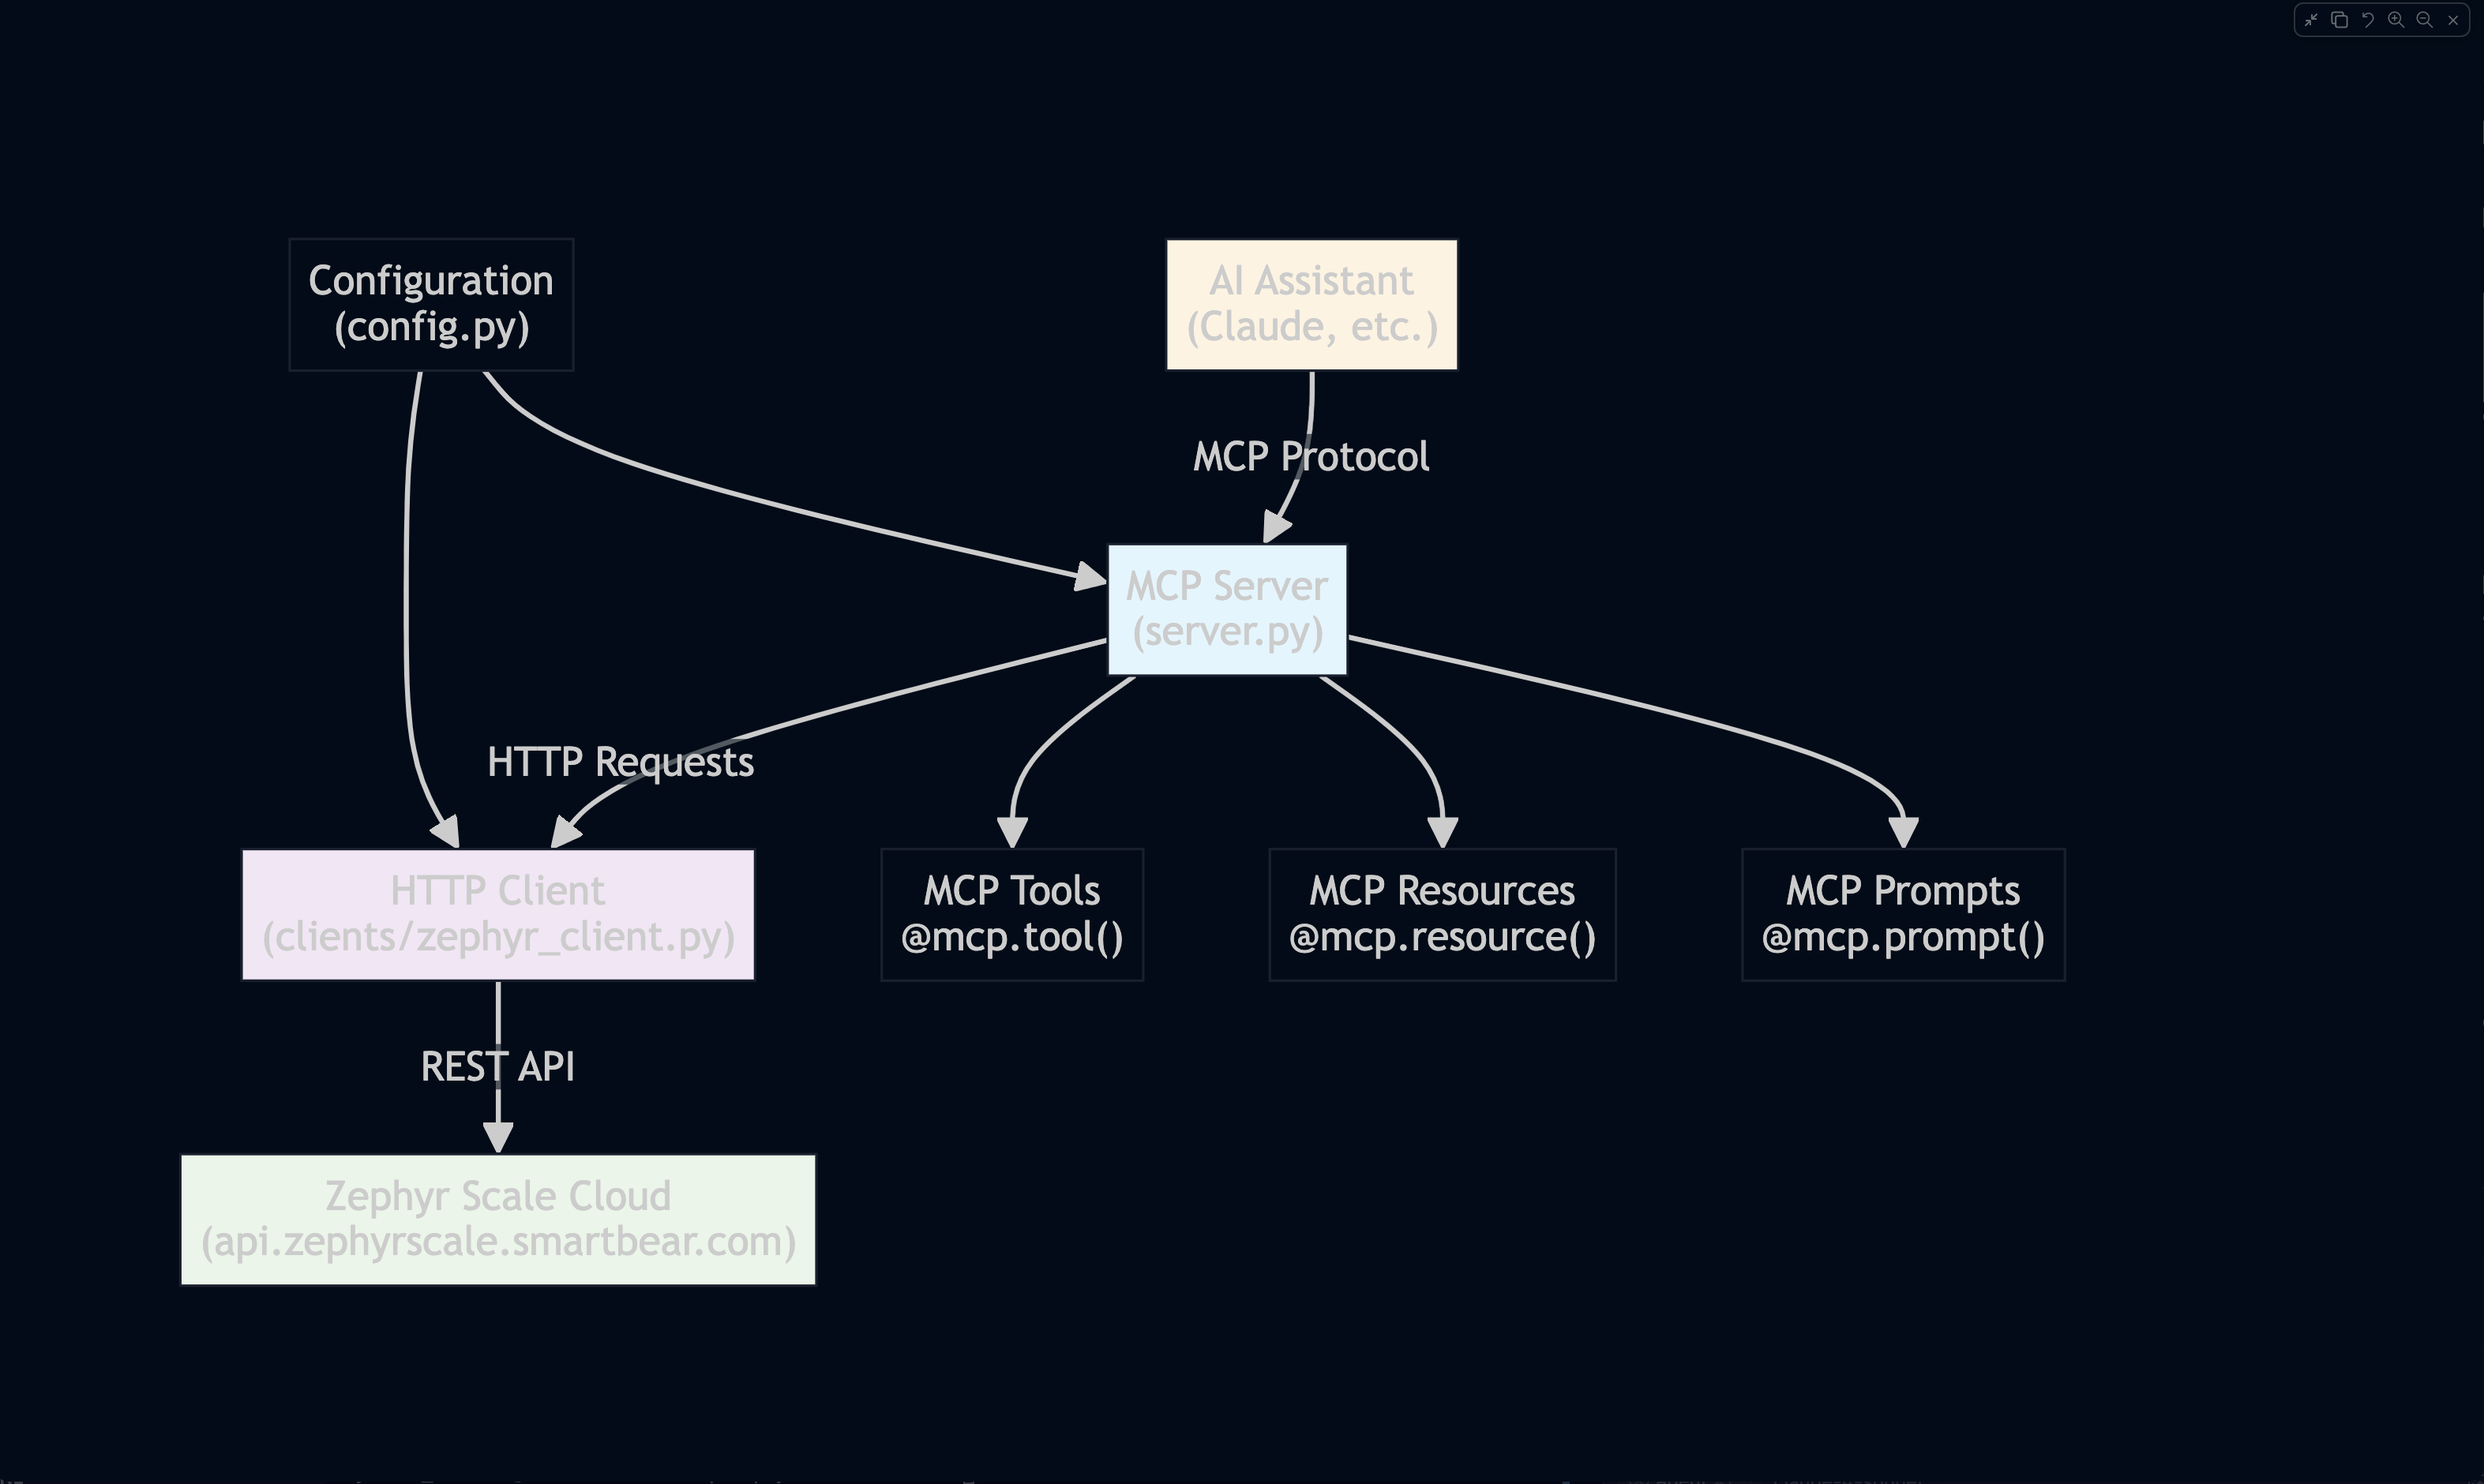 Configuration
(config.py)
AI Assistant
(Claude, etc.)
MCP Protocol
MCP Server
(server.py)
HTTP Requests
HTTP Client
(clients/zephyr_client.py)
MCP Tools
@mcp.tool()
MCP Resources
@mcp.resource()
MCP Prompts
@mcp.prompt()
REST API
Zephyr Scale Cloud
(api.zephyrscale.smartbear.com)